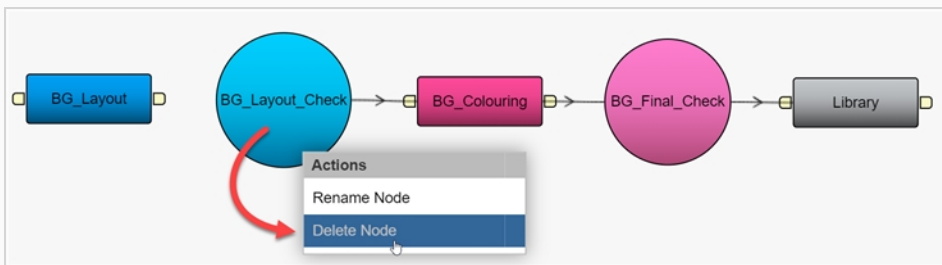 BG_Layout
BG_Layout_Check
BG_Colouring
BG_Final_Check
Library
Actions
Rename Node
Delete Node